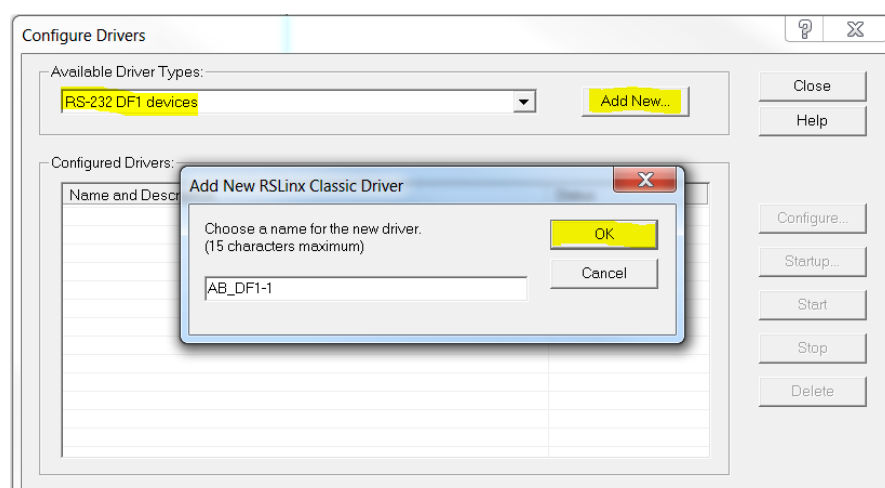 Configure Drivers
Available Driver Types:
RS-232 DF1 devices
Add New...
Close
Help
Configured Drivers:
Name and Descr
Status
Add New RSLinx Classic Driver
Choose a name for the new driver.
(15 characters maximum)
OK
Cancel
AB_DF1-1
Configure...
Startup...
Start
Stop
Delete